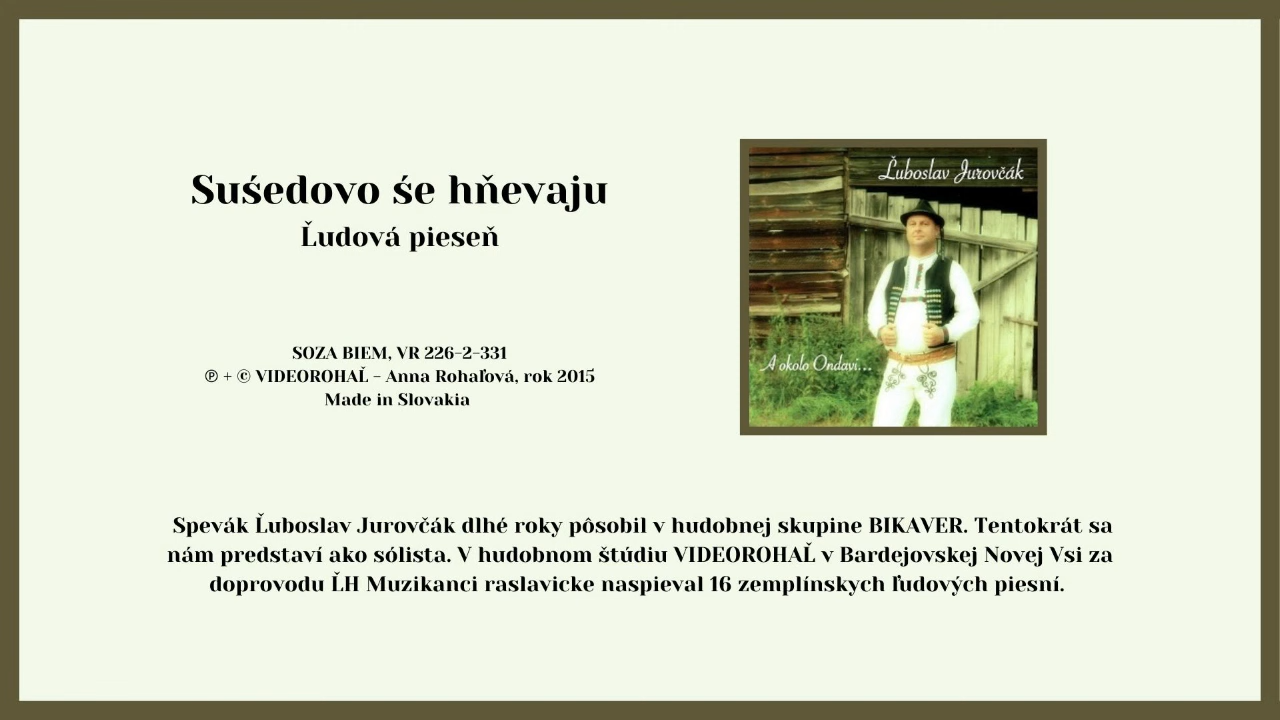 Suśedovo śe hňevaju
Ľudová pieseň
SOZA BIEM, VR 226-2-331
℗ + © VIDEOROHAĽ - Anna Rohaľová, rok 2015
Made in Slovakia
Ľuboslav Jurovčák
A okolo Ondavi...
Spevák Ľuboslav Jurovčák dlhé roky pôsobil v hudobnej skupine BIKAVER. Tentokrát sa
nám predstaví ako sólista. V hudobnom štúdiu VIDEOROHAĽ v Bardejovskej Novej Vsi za
doprovodu ĽH Muzikanci raslavicke naspieval 16 zemplínskych ľudových piesní.